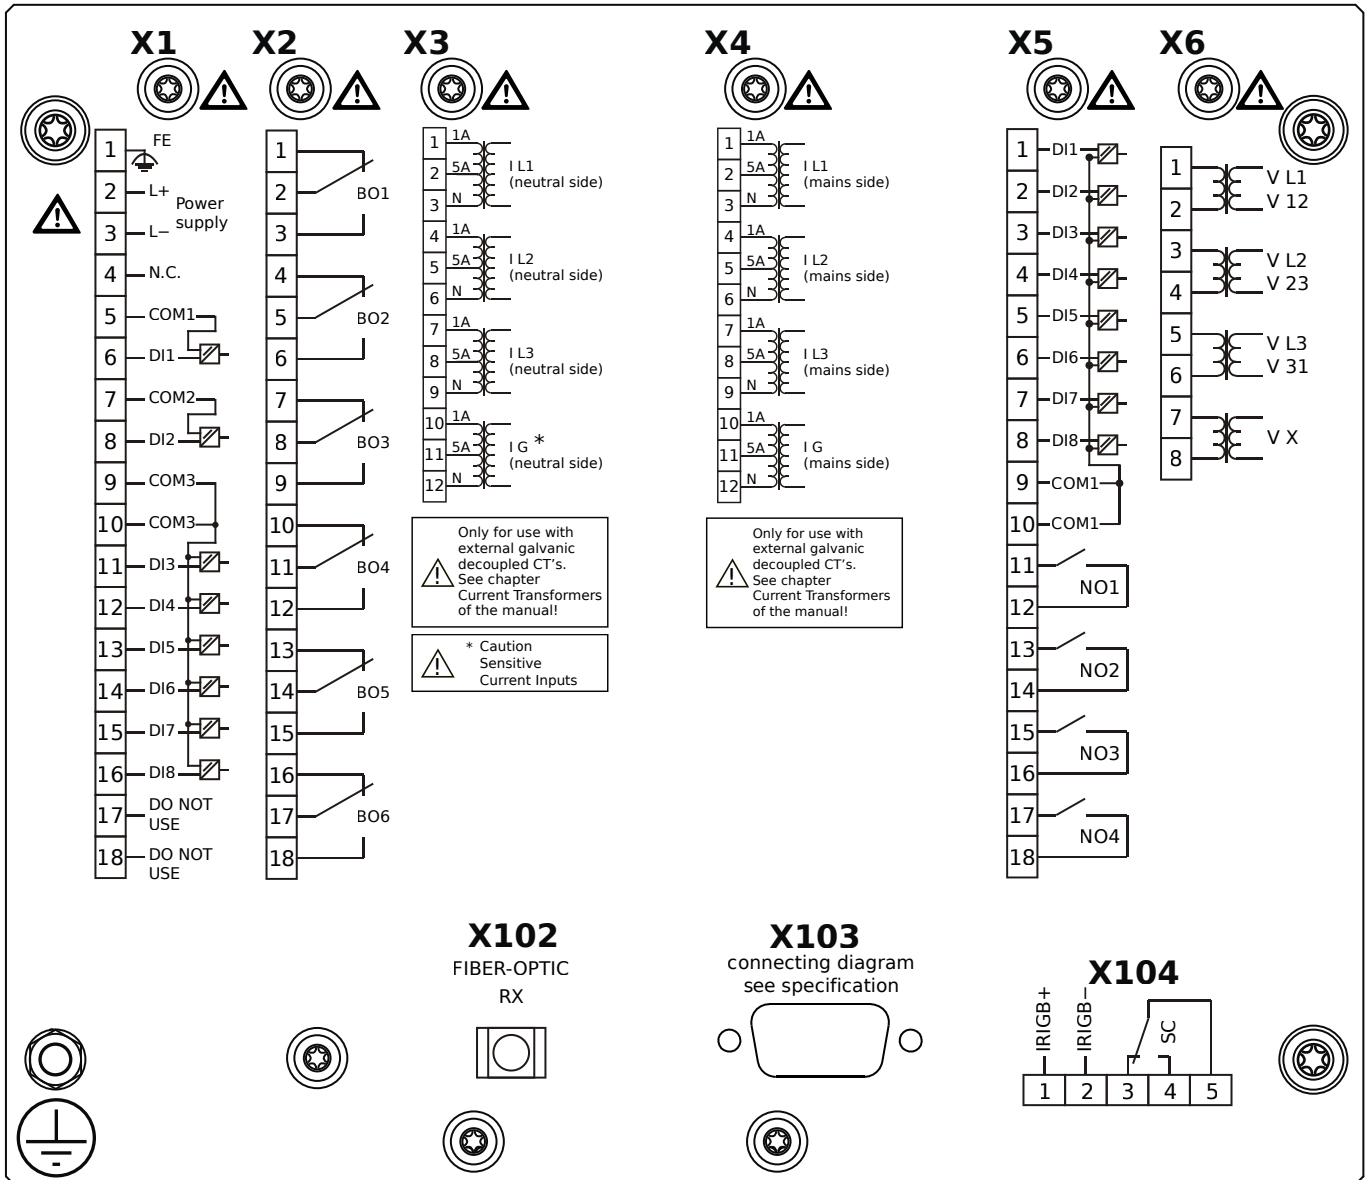 X1
X2
X3
X4
X5
X6
1
FE
2
L+
Power
supply
3
L−
4
N.C.
5
COM1
6
DI1
7
COM2
8
DI2
9
COM3
10
COM3
11
DI3
12
DI4
13
DI5
14
DI6
15
DI7
16
DI8
17
DO NOT
USE
18
DO NOT
USE
1
2
BO1
3
4
5
BO2
6
7
8
BO3
9
10
11
BO4
12
13
14
BO5
15
16
17
BO6
18
1
1A
2
5A
I L1
(neutral side)
3
N
4
1A
5
5A
I L2
(neutral side)
6
N
7
1A
8
5A
I L3
(neutral side)
9
N
10
1A
11
5A
I G *
(neutral side)
12
N
Only for use with
external galvanic
decoupled CT's.
See chapter
Current Transformers
of the manual!
* Caution
Sensitive
Current Inputs
1
1A
2
5A
I L1
(mains side)
3
N
4
1A
5
5A
I L2
(mains side)
6
N
7
1A
8
5A
I L3
(mains side)
9
N
10
1A
11
5A
I G
(mains side)
12
N
Only for use with
external galvanic
decoupled CT's.
See chapter
Current Transformers
of the manual!
1
DI1
2
DI2
3
DI3
4
DI4
5
DI5
6
DI6
7
DI7
8
DI8
9
COM1
10
COM1
11
NO1
12
13
NO2
14
15
NO3
16
17
NO4
18
1
V L1
2
V 12
3
V L2
4
V 23
5
V L3
6
V 31
7
V X
8
X102
FIBER-OPTIC
RX
X103
connecting diagram
see specification
X104
IRIGB+
IRIGB−
SC
1 2 3 4 5